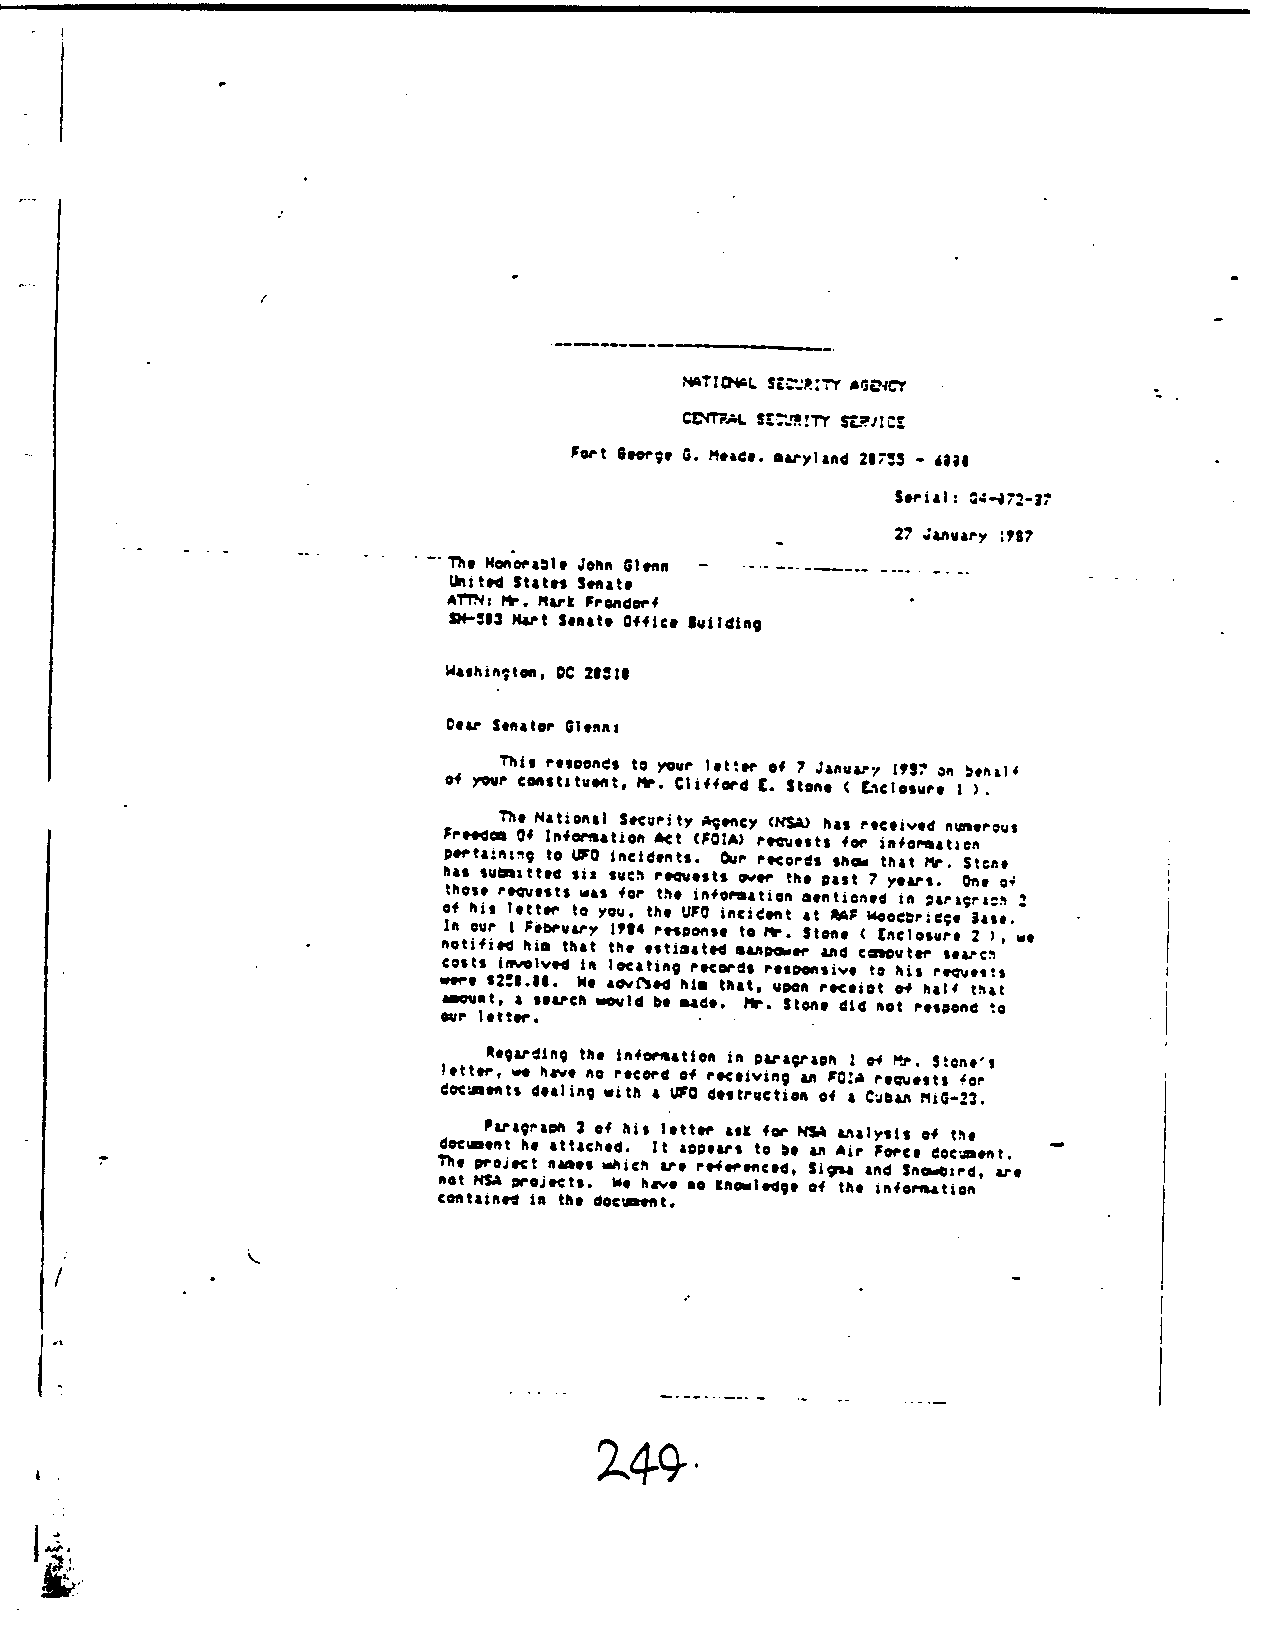 NATIONAL SECURITY AGENCY
CENTRAL SECURITY SERVICE
Fort George G. Meade. maryland 20755 - 6000
Serial:
27 January 1987
The Honorable John Glenn
United States Senate
ATTN: Mr. Mark Frondorf
SH-503 Hart Senate Office Building
Washington, DC 20510
Dear Senator Glenn:
This responds to your letter of 7 January 1987 on behalf
of your constituent, Mr. Clifford E. Stone ( Enclosure 1 ).
The National Security Agency (NSA) has received numerous
Freedom Of Information Act (FOIA) requests for information
pertaining to UFO incidents. Our records show that Mr. Stone
has submitted six such requests over the past 7 years. One of
those requests was for the information mentioned in paragraph 2
of his letter to you, the UFO incident at RAF Woodbridge Base.
In our 1 February 1984 response to Mr. Stone ( Enclosure 2 ), we
notified him that the estimated manpower and computer search
costs involved in locating records responsive to his requests
were $250.00. We advised him that, upon receipt of half that
amount, a search would be made. Mr. Stone did not respond to
our letter.
Regarding the information in paragraph 1 of Mr. Stone's
letter, we have no record of receiving an FOIA requests for
documents dealing with a UFO destruction of a Cuban MiG-23.
Paragraph 3 of his letter ask for NSA analysis of the
document he attached. It appears to be an Air Force document.
The project names which are referenced, Sigma and Snowbird, are
not NSA projects. We have no knowledge of the information
contained in the document.
249.